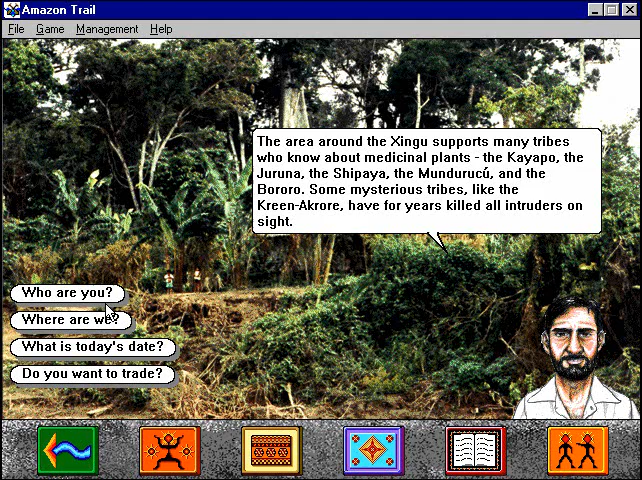 Amazon Trail
File Game Management Help
The area around the Xingu supports many tribes
who know about medicinal plants - the Kayapo, the
Juruna, the Shipaya, the Mundurucú, and the
Bororo. Some mysterious tribes, like the
Kreen-Akrore, have for years killed all intruders on
sight.
Who are you?
Where are we?
What is today's date?
Do you want to trade?